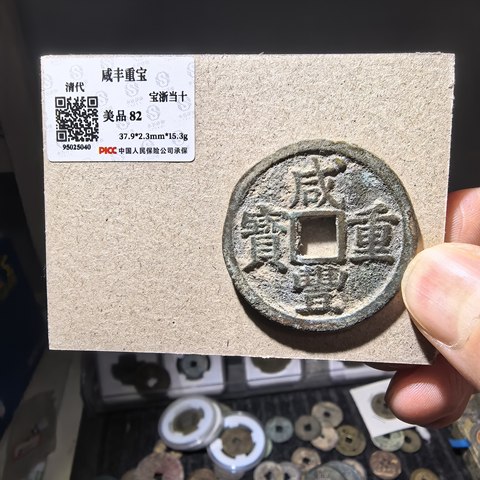 咸丰重宝
清代
宝浙当十
美品 82
37.9*2.3mm*15.3g
95025040
PICC 中国人民保险公司承保
咸
寶 重
豐